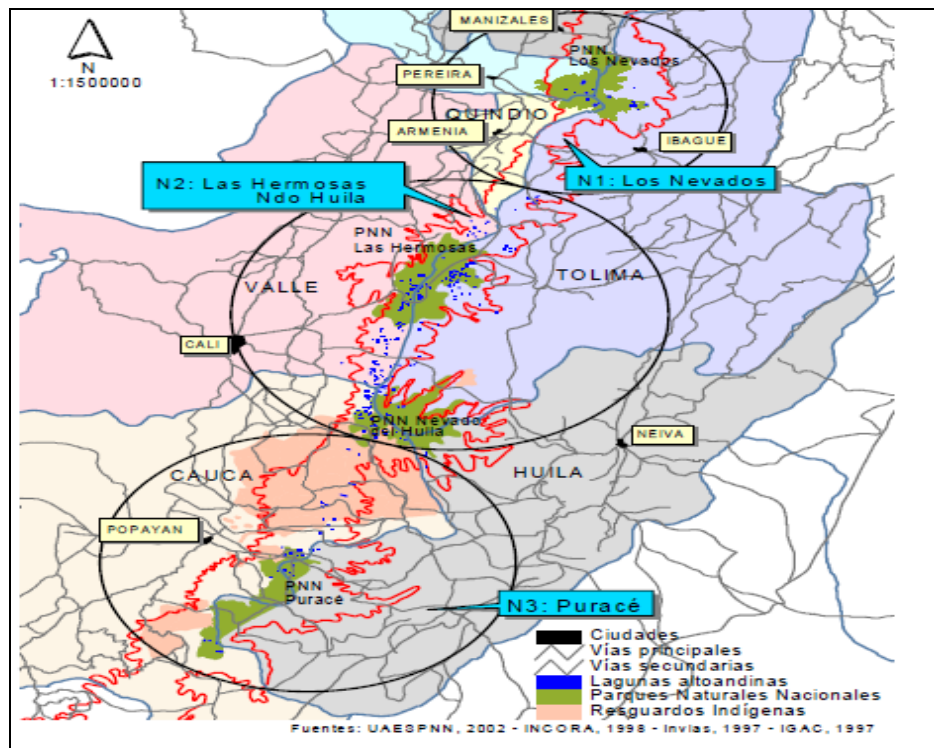 MANIZALES
PNN
Los Nevados
N
1:1500000
PEREIRA
QUINDIO
ARMENIA
IBAGUE
N2: Las Hermosas
Ndo Huila
N1: Los Nevados
PNN
Las Hermosas
TOLIMA
VALLE
CALI
PNN Nevado
del Huila
NEIVA
CAUCA
HUILA
POPAYAN
PNN
Puracé
N3: Puracé
Ciudades
Vías principales
Vías secundarias
Lagunas altoandinas
Parques Naturales Nacionales
Resguardos Indígenas
Fuentes: UAESPNN, 2002 - INCORA, 1998 - Invias, 1997 - IGAC, 1997